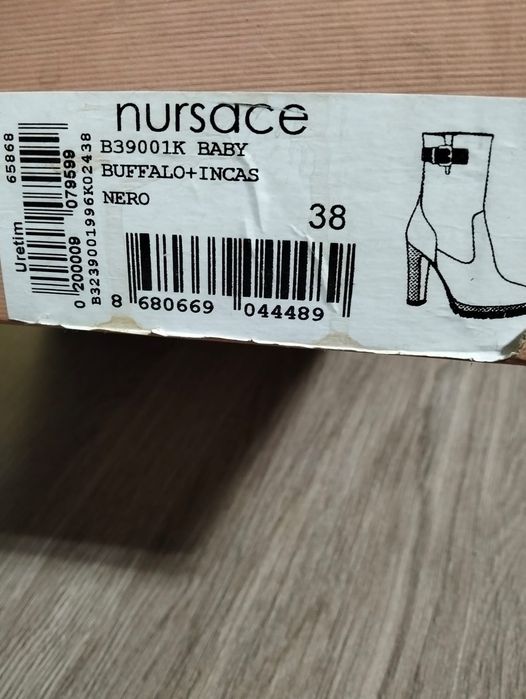 nursace
B39001K BABY
BUFFALO+INCAS
NERO
38
8 680669 044489
65868
Uretim
0 200009 079599
B3239001996K02438